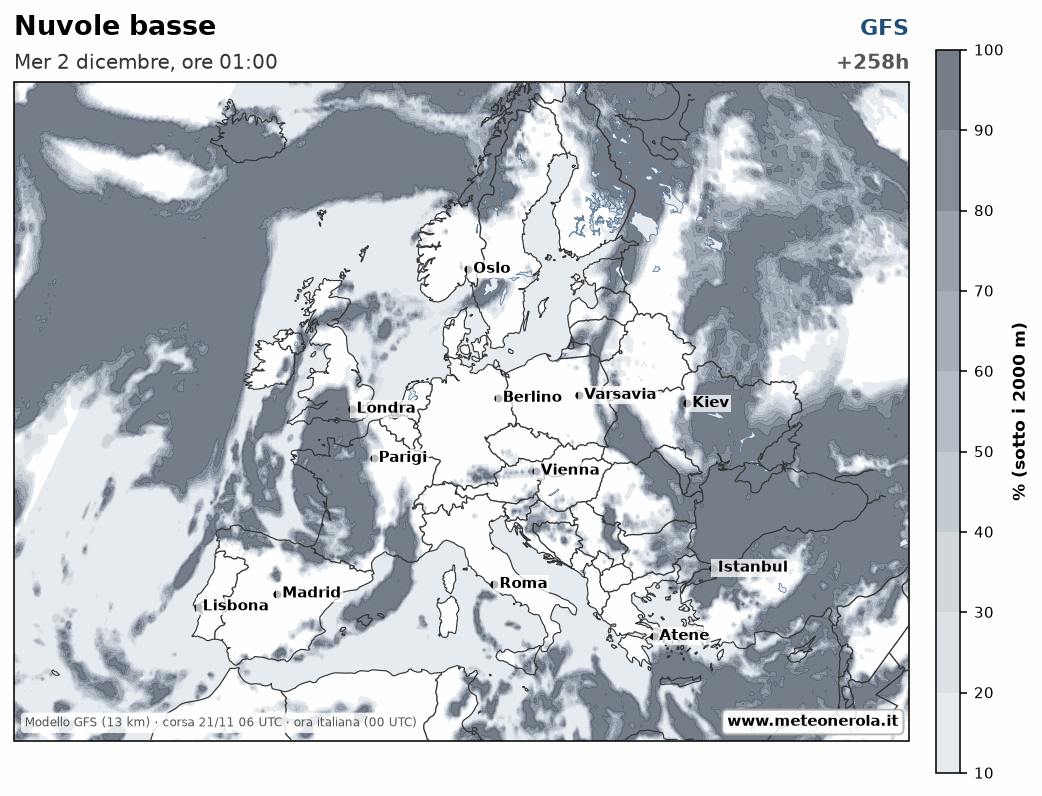 Nuvole basse
GFS
Mer 2 dicembre, ore 01:00
+258h
100
90
80
70
60
50
40
30
20
10
% (sotto i 2000 m)
Oslo
Londra
Berlino
Varsavia
Kiev
Parigi
Vienna
Istanbul
Roma
Madrid
Lisbona
Atene
Modello GFS (13 km) · corsa 21/11 06 UTC · ora italiana (00 UTC)
www.meteonerola.it